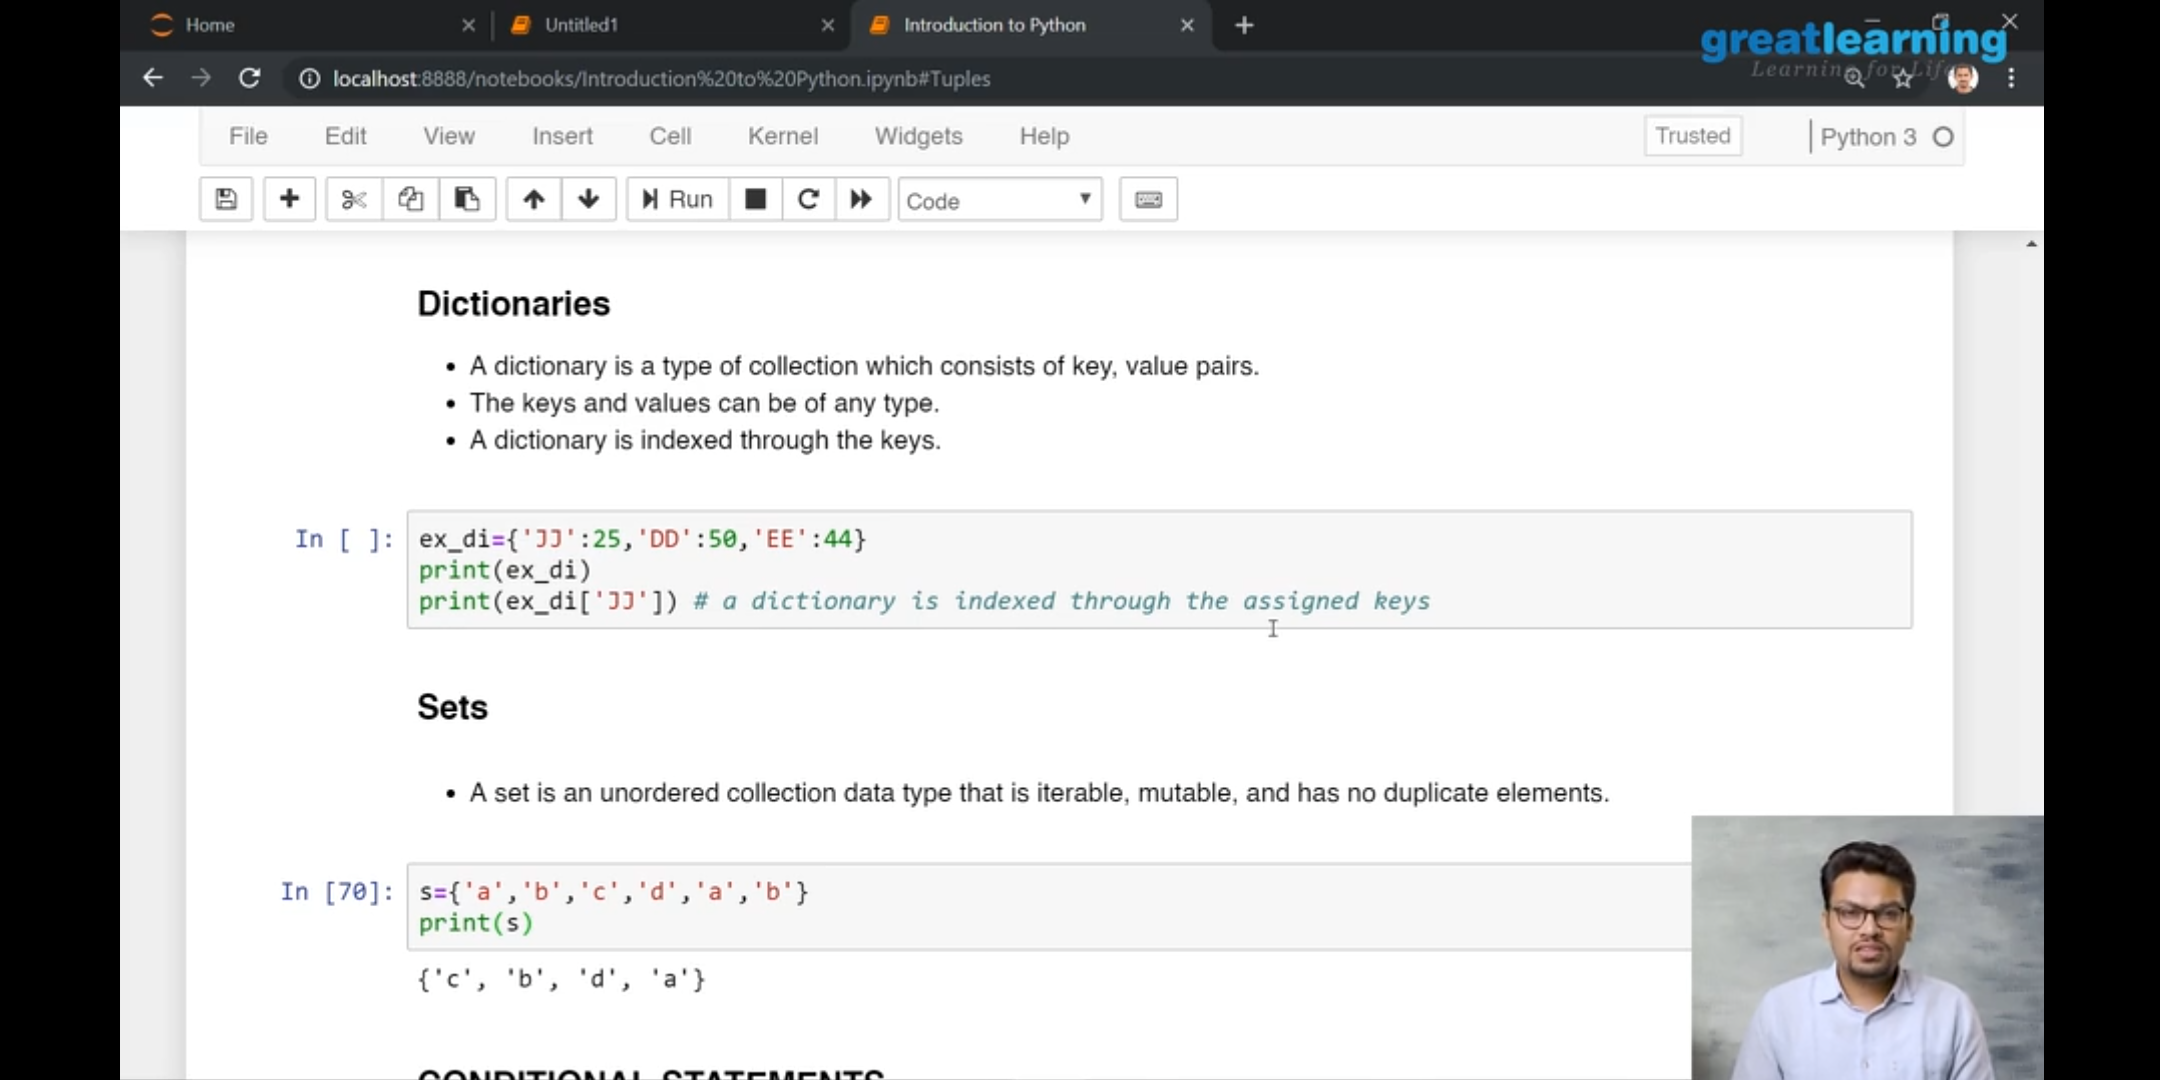 Home
Untitled1
Introduction to Python
greatlearning
Learning for Life
localhost:8888/notebooks/Introduction%20to%20Python.ipynb#Tuples
File Edit View Insert Cell Kernel Widgets Help Trusted Python 3
Run Code
Dictionaries
• A dictionary is a type of collection which consists of key, value pairs.
• The keys and values can be of any type.
• A dictionary is indexed through the keys.
In [ ]: ex_di={'JJ':25,'DD':50,'EE':44}
print(ex_di)
print(ex_di['JJ']) # a dictionary is indexed through the assigned keys
Sets
• A set is an unordered collection data type that is iterable, mutable, and has no duplicate elements.
In [70]: s={'a','b','c','d','a','b'}
print(s)
{'c', 'b', 'd', 'a'}
CONDITIONAL STATEMENTS